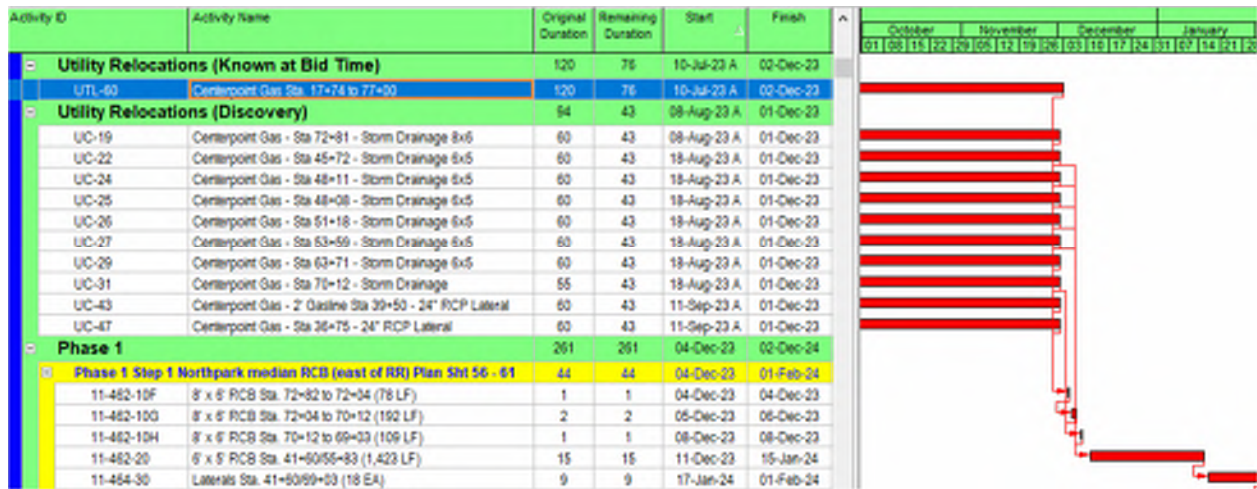 Activity ID Activity Name Original Duration Remaining Duration Start Finish
October November December January
01 08 15 22 29 05 12 19 26 03 10 17 24 31 07 14 21
Utility Relocations (Known at Bid Time) 120 76 10-Jul-23 A 02-Dec-23
UTL-60 Centerpoint Gas Sta. 17+74 to 77+00 120 76 10-Jul-23 A 02-Dec-23
Utility Relocations (Discovery) 94 43 08-Aug-23 A 01-Dec-23
UC-19 Centerpoint Gas - Sta 72+81 - Storm Drainage 8x6 60 43 08-Aug-23 A 01-Dec-23
UC-22 Centerpoint Gas - Sta 45+72 - Storm Drainage 6x5 60 43 18-Aug-23 A 01-Dec-23
UC-24 Centerpoint Gas - Sta 48+11 - Storm Drainage 6x5 60 43 18-Aug-23 A 01-Dec-23
UC-25 Centerpoint Gas - Sta 48+08 - Storm Drainage 6x5 60 43 18-Aug-23 A 01-Dec-23
UC-26 Centerpoint Gas - Sta 51+18 - Storm Drainage 6x5 60 43 18-Aug-23 A 01-Dec-23
UC-27 Centerpoint Gas - Sta 53+59 - Storm Drainage 6x5 60 43 18-Aug-23 A 01-Dec-23
UC-29 Centerpoint Gas - Sta 63+71 - Storm Drainage 6x5 60 43 18-Aug-23 A 01-Dec-23
UC-31 Centerpoint Gas - Sta 70+12 - Storm Drainage 55 43 18-Aug-23 A 01-Dec-23
UC-43 Centerpoint Gas - 2' Gasline Sta 39+50 - 24" RCP Lateral 60 43 11-Sep-23 A 01-Dec-23
UC-47 Centerpoint Gas - Sta 36+75 - 24" RCP Lateral 60 43 11-Sep-23 A 01-Dec-23
Phase 1 261 261 04-Dec-23 02-Dec-24
Phase 1 Step 1 Northpark median RCB (east of RR) Plan Sht 56 - 61 44 44 04-Dec-23 01-Feb-24
11-462-10F 8' x 6' RCB Sta. 72+82 to 72+04 (78 LF) 1 1 04-Dec-23 04-Dec-23
11-462-10G 8' x 6' RCB Sta. 72+04 to 70+12 (192 LF) 2 2 05-Dec-23 06-Dec-23
11-462-10H 8' x 6' RCB Sta. 70+12 to 69+03 (109 LF) 1 1 08-Dec-23 08-Dec-23
11-462-20 6' x 5' RCB Sta. 41+60/55+83 (1,423 LF) 15 15 11-Dec-23 15-Jan-24
11-464-30 Laterals Sta. 41+60/69+03 (18 EA) 9 9 17-Jan-24 01-Feb-24